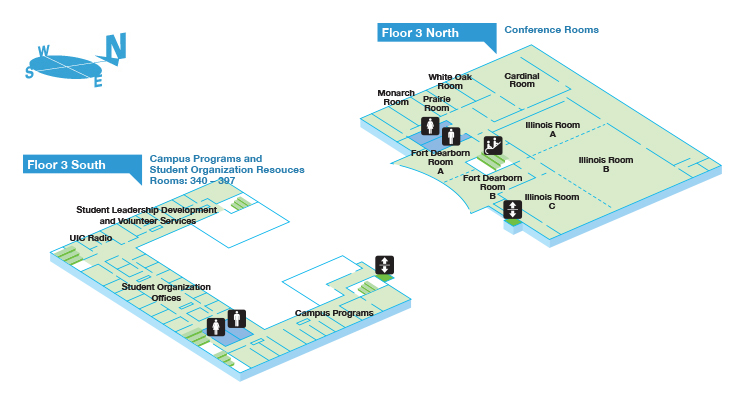 Floor 3 North
Conference Rooms
N
W
S
E
White Oak
Room
Cardinal
Room
Monarch
Room
Prairie
Room
Illinois Room
A
Fort Dearborn
Room
A
Illinois Room
B
Fort Dearborn
Room
B
Illinois Room
C
Floor 3 South
Campus Programs and
Student Organization Resouces
Rooms: 340 – 397
Student Leadership Development
and Volunteer Services
UIC Radio
Student Organization
Offices
Campus Programs